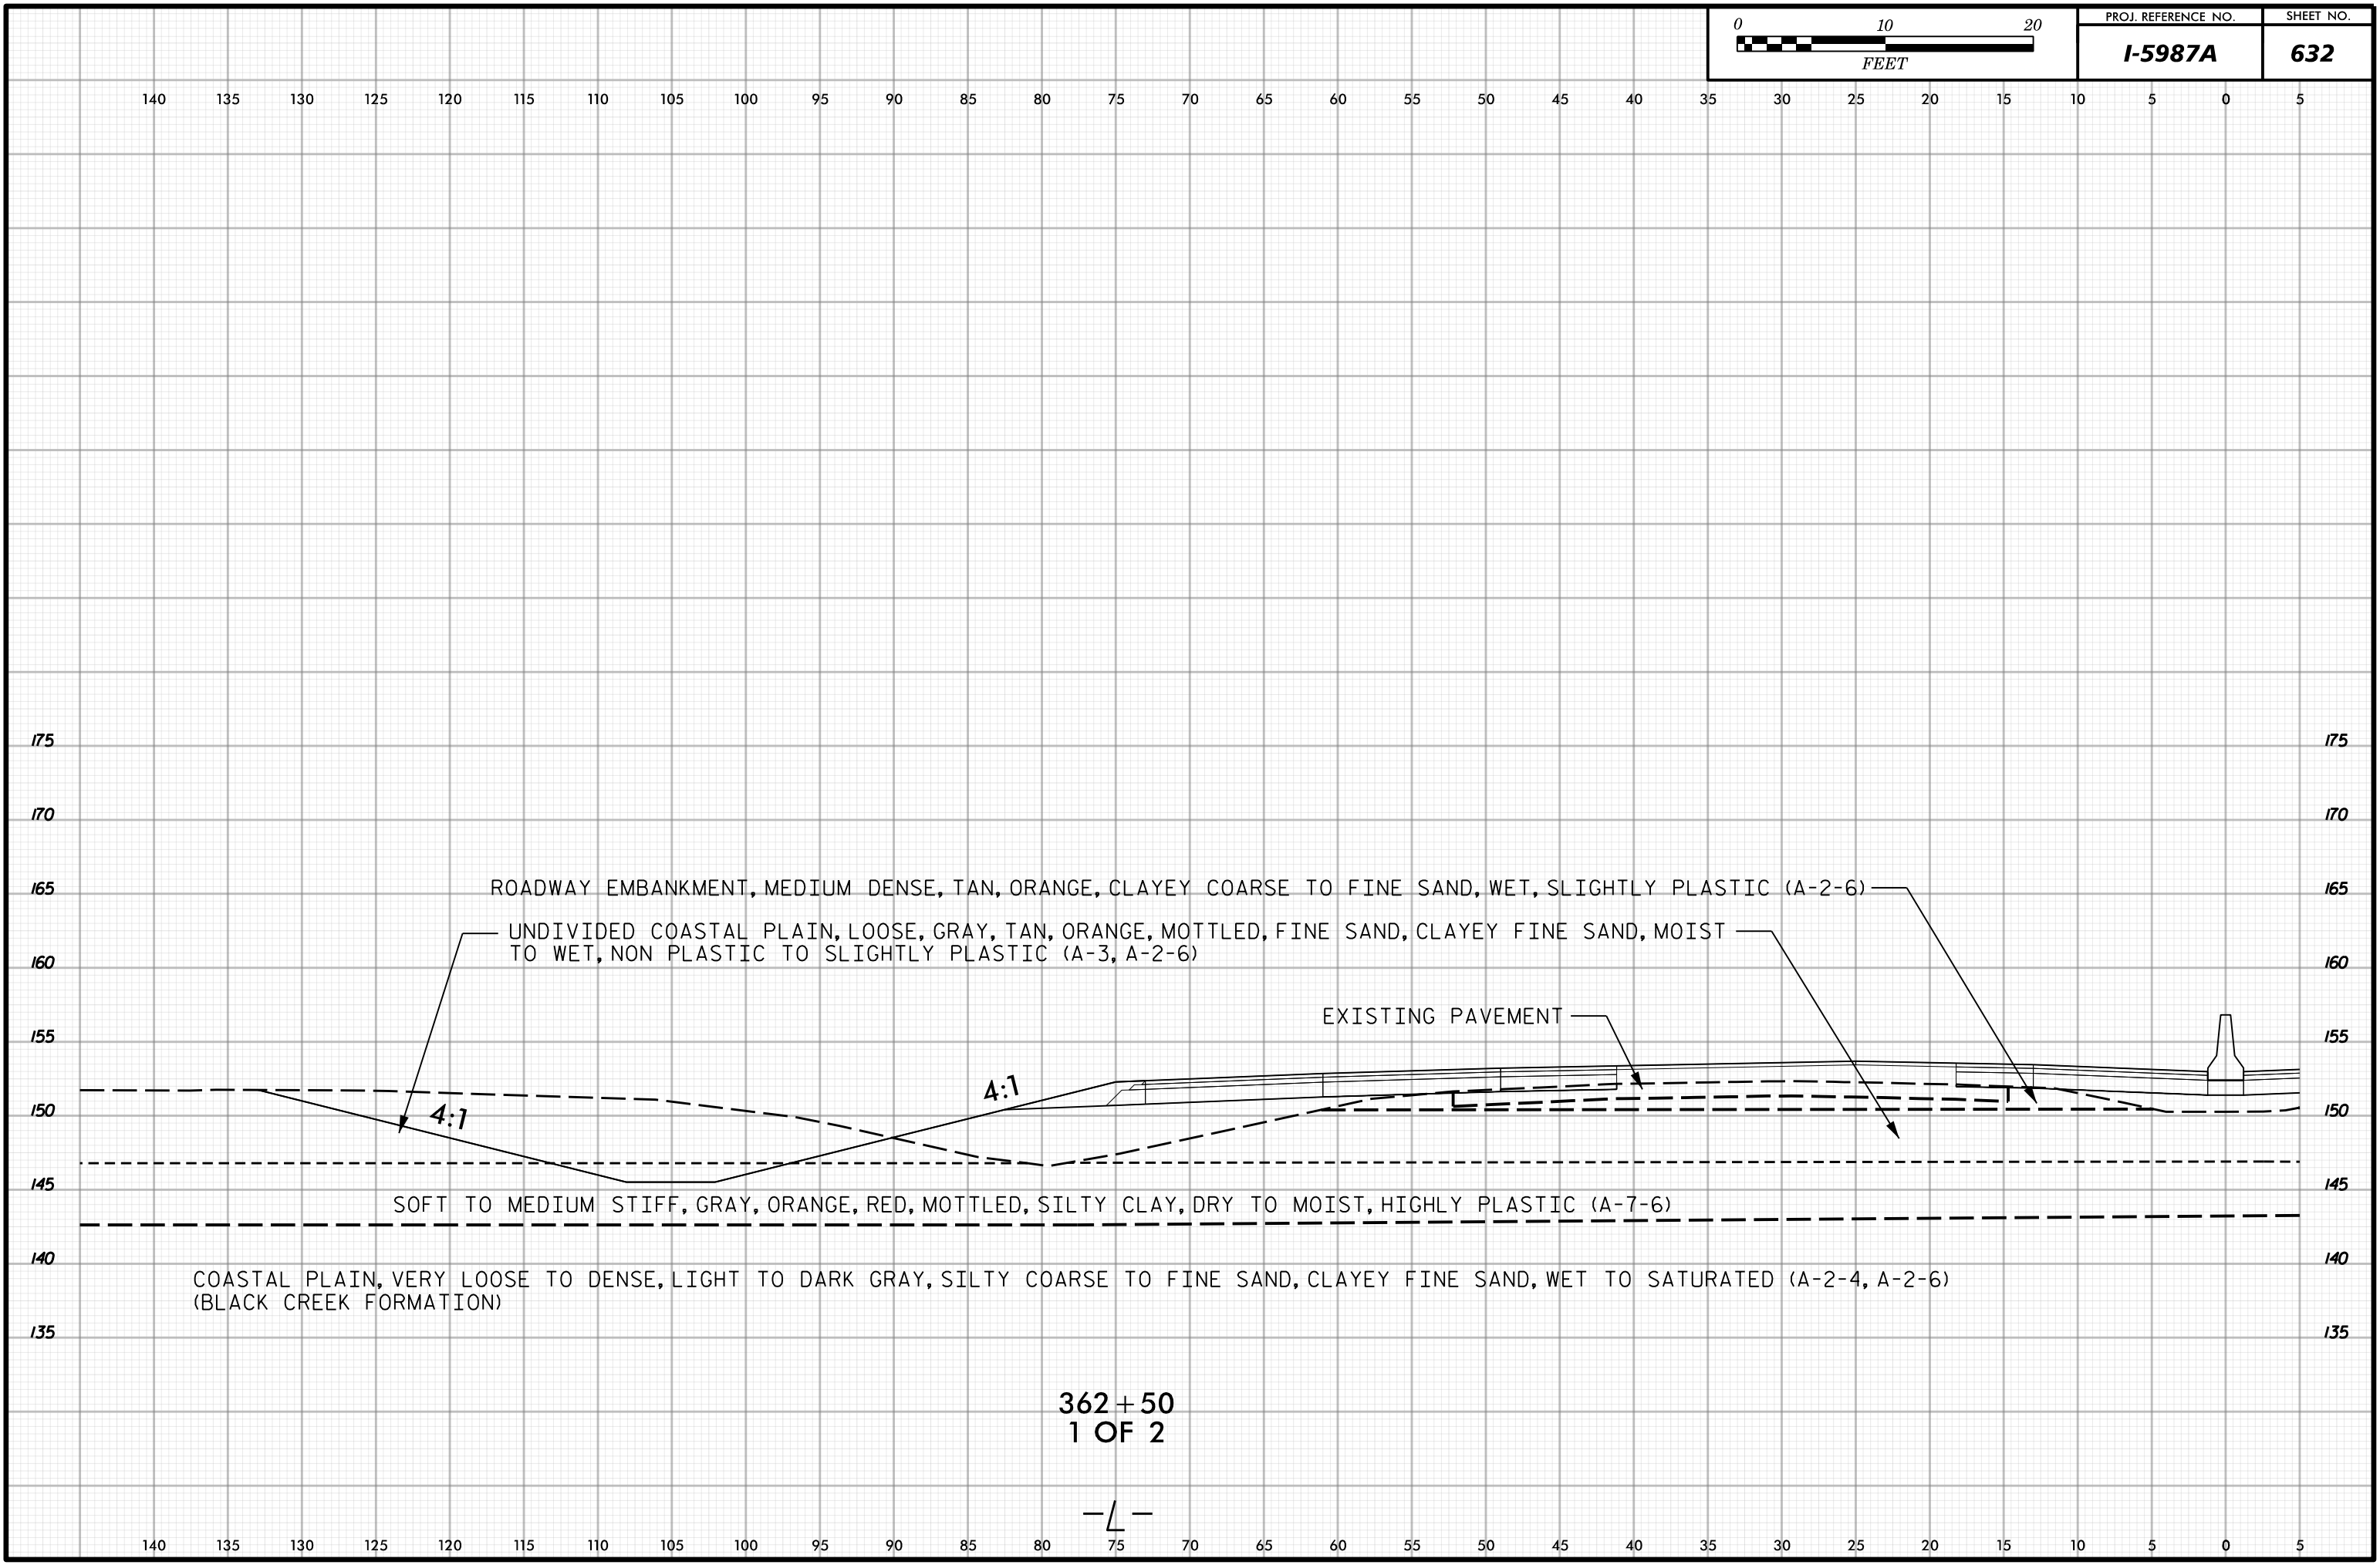 0 10 20
FEET
PROJ. REFERENCE NO.
SHEET NO.
I-5987A
632
140 135 130 125 120 115 110 105 100 95 90 85 80 75 70 65 60 55 50 45 40 35 30 25 20 15 10 5 0 5
175 175
170 170
165 165
ROADWAY EMBANKMENT, MEDIUM DENSE, TAN, ORANGE, CLAYEY COARSE TO FINE SAND, WET, SLIGHTLY PLASTIC (A-2-6)
UNDIVIDED COASTAL PLAIN, LOOSE, GRAY, TAN, ORANGE, MOTTLED, FINE SAND, CLAYEY FINE SAND, MOIST
TO WET, NON PLASTIC TO SLIGHTLY PLASTIC (A-3, A-2-6)
160 160
EXISTING PAVEMENT
155 155
4:1
4:1
150 150
145 145
SOFT TO MEDIUM STIFF, GRAY, ORANGE, RED, MOTTLED, SILTY CLAY, DRY TO MOIST, HIGHLY PLASTIC (A-7-6)
140 140
COASTAL PLAIN, VERY LOOSE TO DENSE, LIGHT TO DARK GRAY, SILTY COARSE TO FINE SAND, CLAYEY FINE SAND, WET TO SATURATED (A-2-4, A-2-6)
(BLACK CREEK FORMATION)
135 135
362+50
1 OF 2
-L-
140 135 130 125 120 115 110 105 100 95 90 85 80 75 70 65 60 55 50 45 40 35 30 25 20 15 10 5 0 5